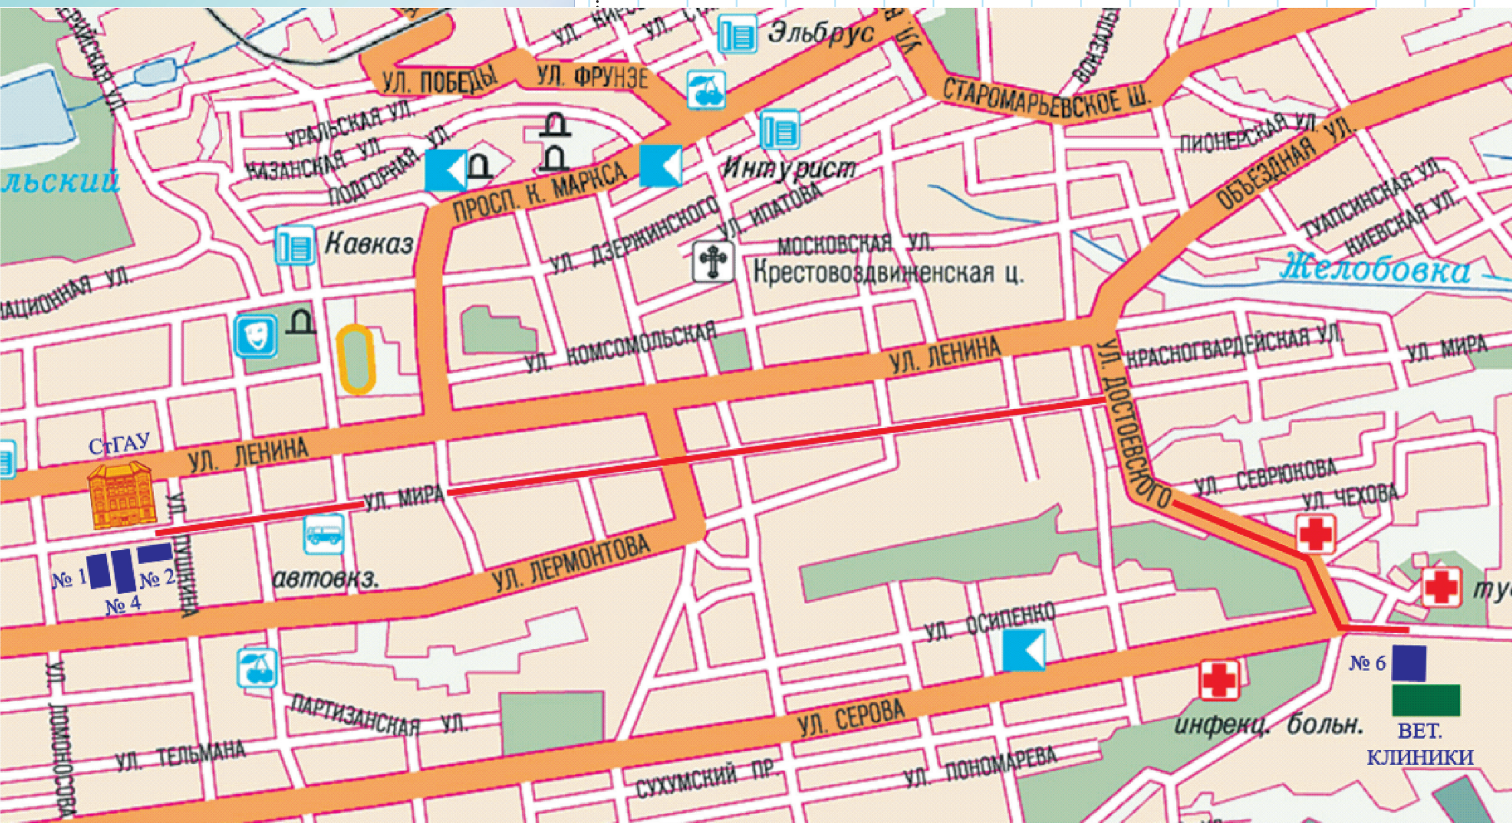 Эльбрус
УЛ. ПОБЕДЫ
УЛ. ФРУНЗЕ
СТАРОМАРЬЕВСКОЕ Ш.
УРАЛЬСКАЯ УЛ.
КАЗАНСКАЯ УЛ.
ПОДГОРНАЯ УЛ.
ПИОНЕРСКАЯ УЛ.
ОБЪЕЗДНАЯ УЛ.
льский
ПРОСП. К. МАРКСА
Интурист
ТУАПСИНСКАЯ УЛ.
КИЕВСКАЯ УЛ.
УЛ. ДЗЕРЖИНСКОГО
УЛ. ИПАТОВА
МОСКОВСКАЯ УЛ.
Кавказ
Крестовоздвиженская ц.
Желобовка
АЦИОННАЯ УЛ.
УЛ. КОМСОМОЛЬСКАЯ
УЛ. ЛЕНИНА
КРАСНОГВАРДЕЙСКАЯ УЛ.
УЛ. МИРА
УЛ. ДОСТОЕВСКОГО
СтГАУ
УЛ. ЛЕНИНА
УЛ. МИРА
УЛ. СЕВРЮКОВА
УЛ. ЧЕХОВА
УЛ. ПУШКИНА
№ 1
№ 2
№ 4
автовкз.
УЛ. ЛЕРМОНТОВА
УЛ. ОСИПЕНКО
ту
№ 6
УЛ. ЛОМОНОСОВА
ПАРТИЗАНСКАЯ УЛ.
УЛ. СЕРОВА
инфекц. больн.
ВЕТ.
КЛИНИКИ
УЛ. ТЕЛЬМАНА
СУХУМСКИЙ ПР.
УЛ. ПОНОМАРЕВА